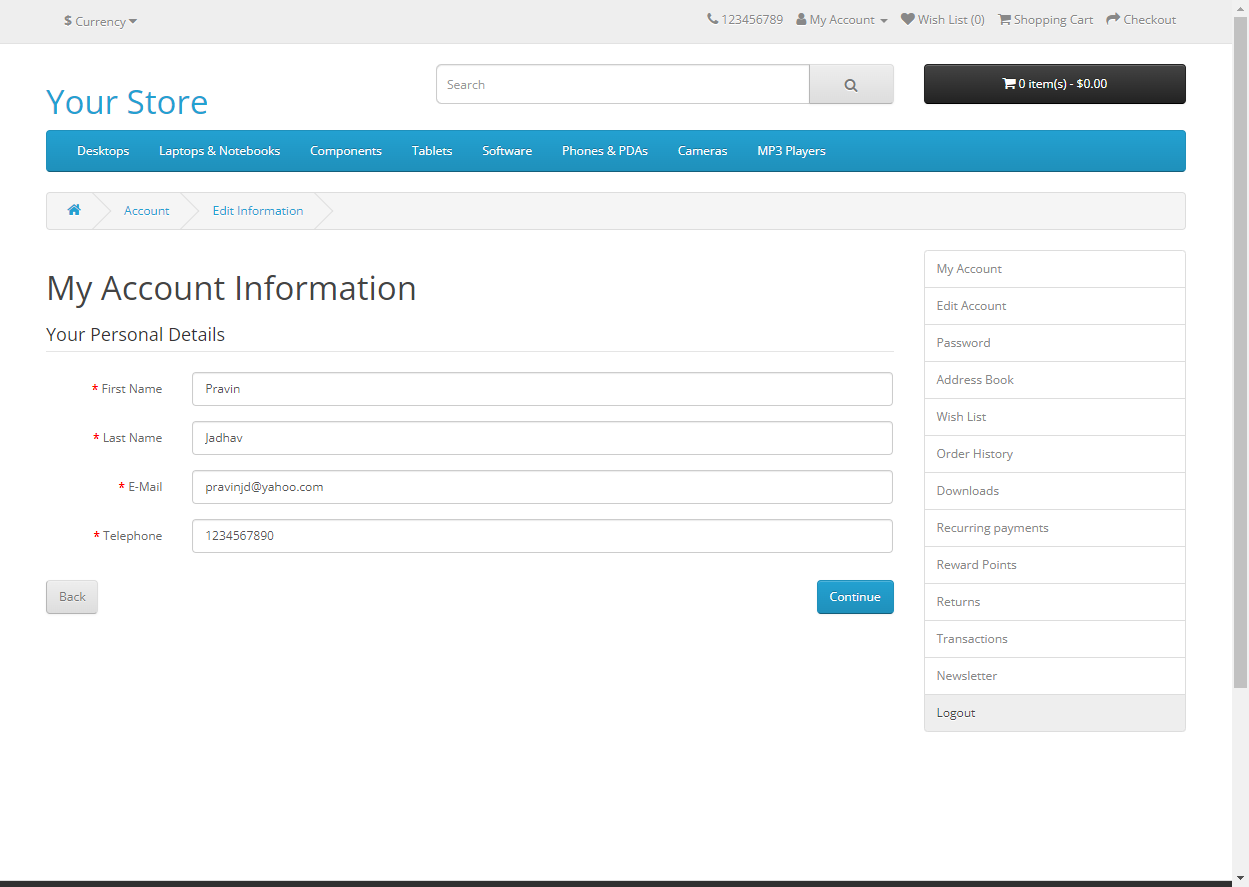 $ Currency
123456789 My Account Wish List (0) Shopping Cart Checkout
Your Store
Search
0 item(s) - $0.00
Desktops Laptops & Notebooks Components Tablets Software Phones & PDAs Cameras MP3 Players
Account Edit Information
My Account Information
Your Personal Details
* First Name Pravin
* Last Name Jadhav
* E-Mail pravinjd@yahoo.com
* Telephone 1234567890
Back Continue
My Account
Edit Account
Password
Address Book
Wish List
Order History
Downloads
Recurring payments
Reward Points
Returns
Transactions
Newsletter
Logout